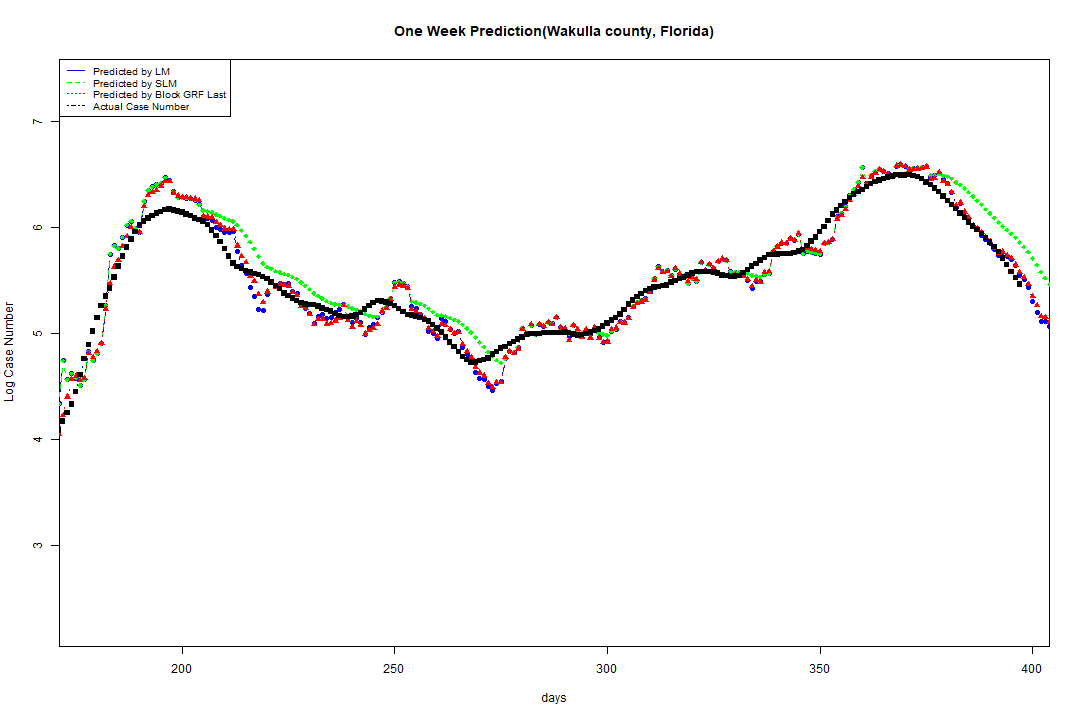 One Week Prediction(Wakulla county, Florida)
Predicted by LM
Predicted by SLM
Predicted by Block GRF Last
Actual Case Number
7
6
5
4
3
Log Case Number
200 250 300 350 400
days